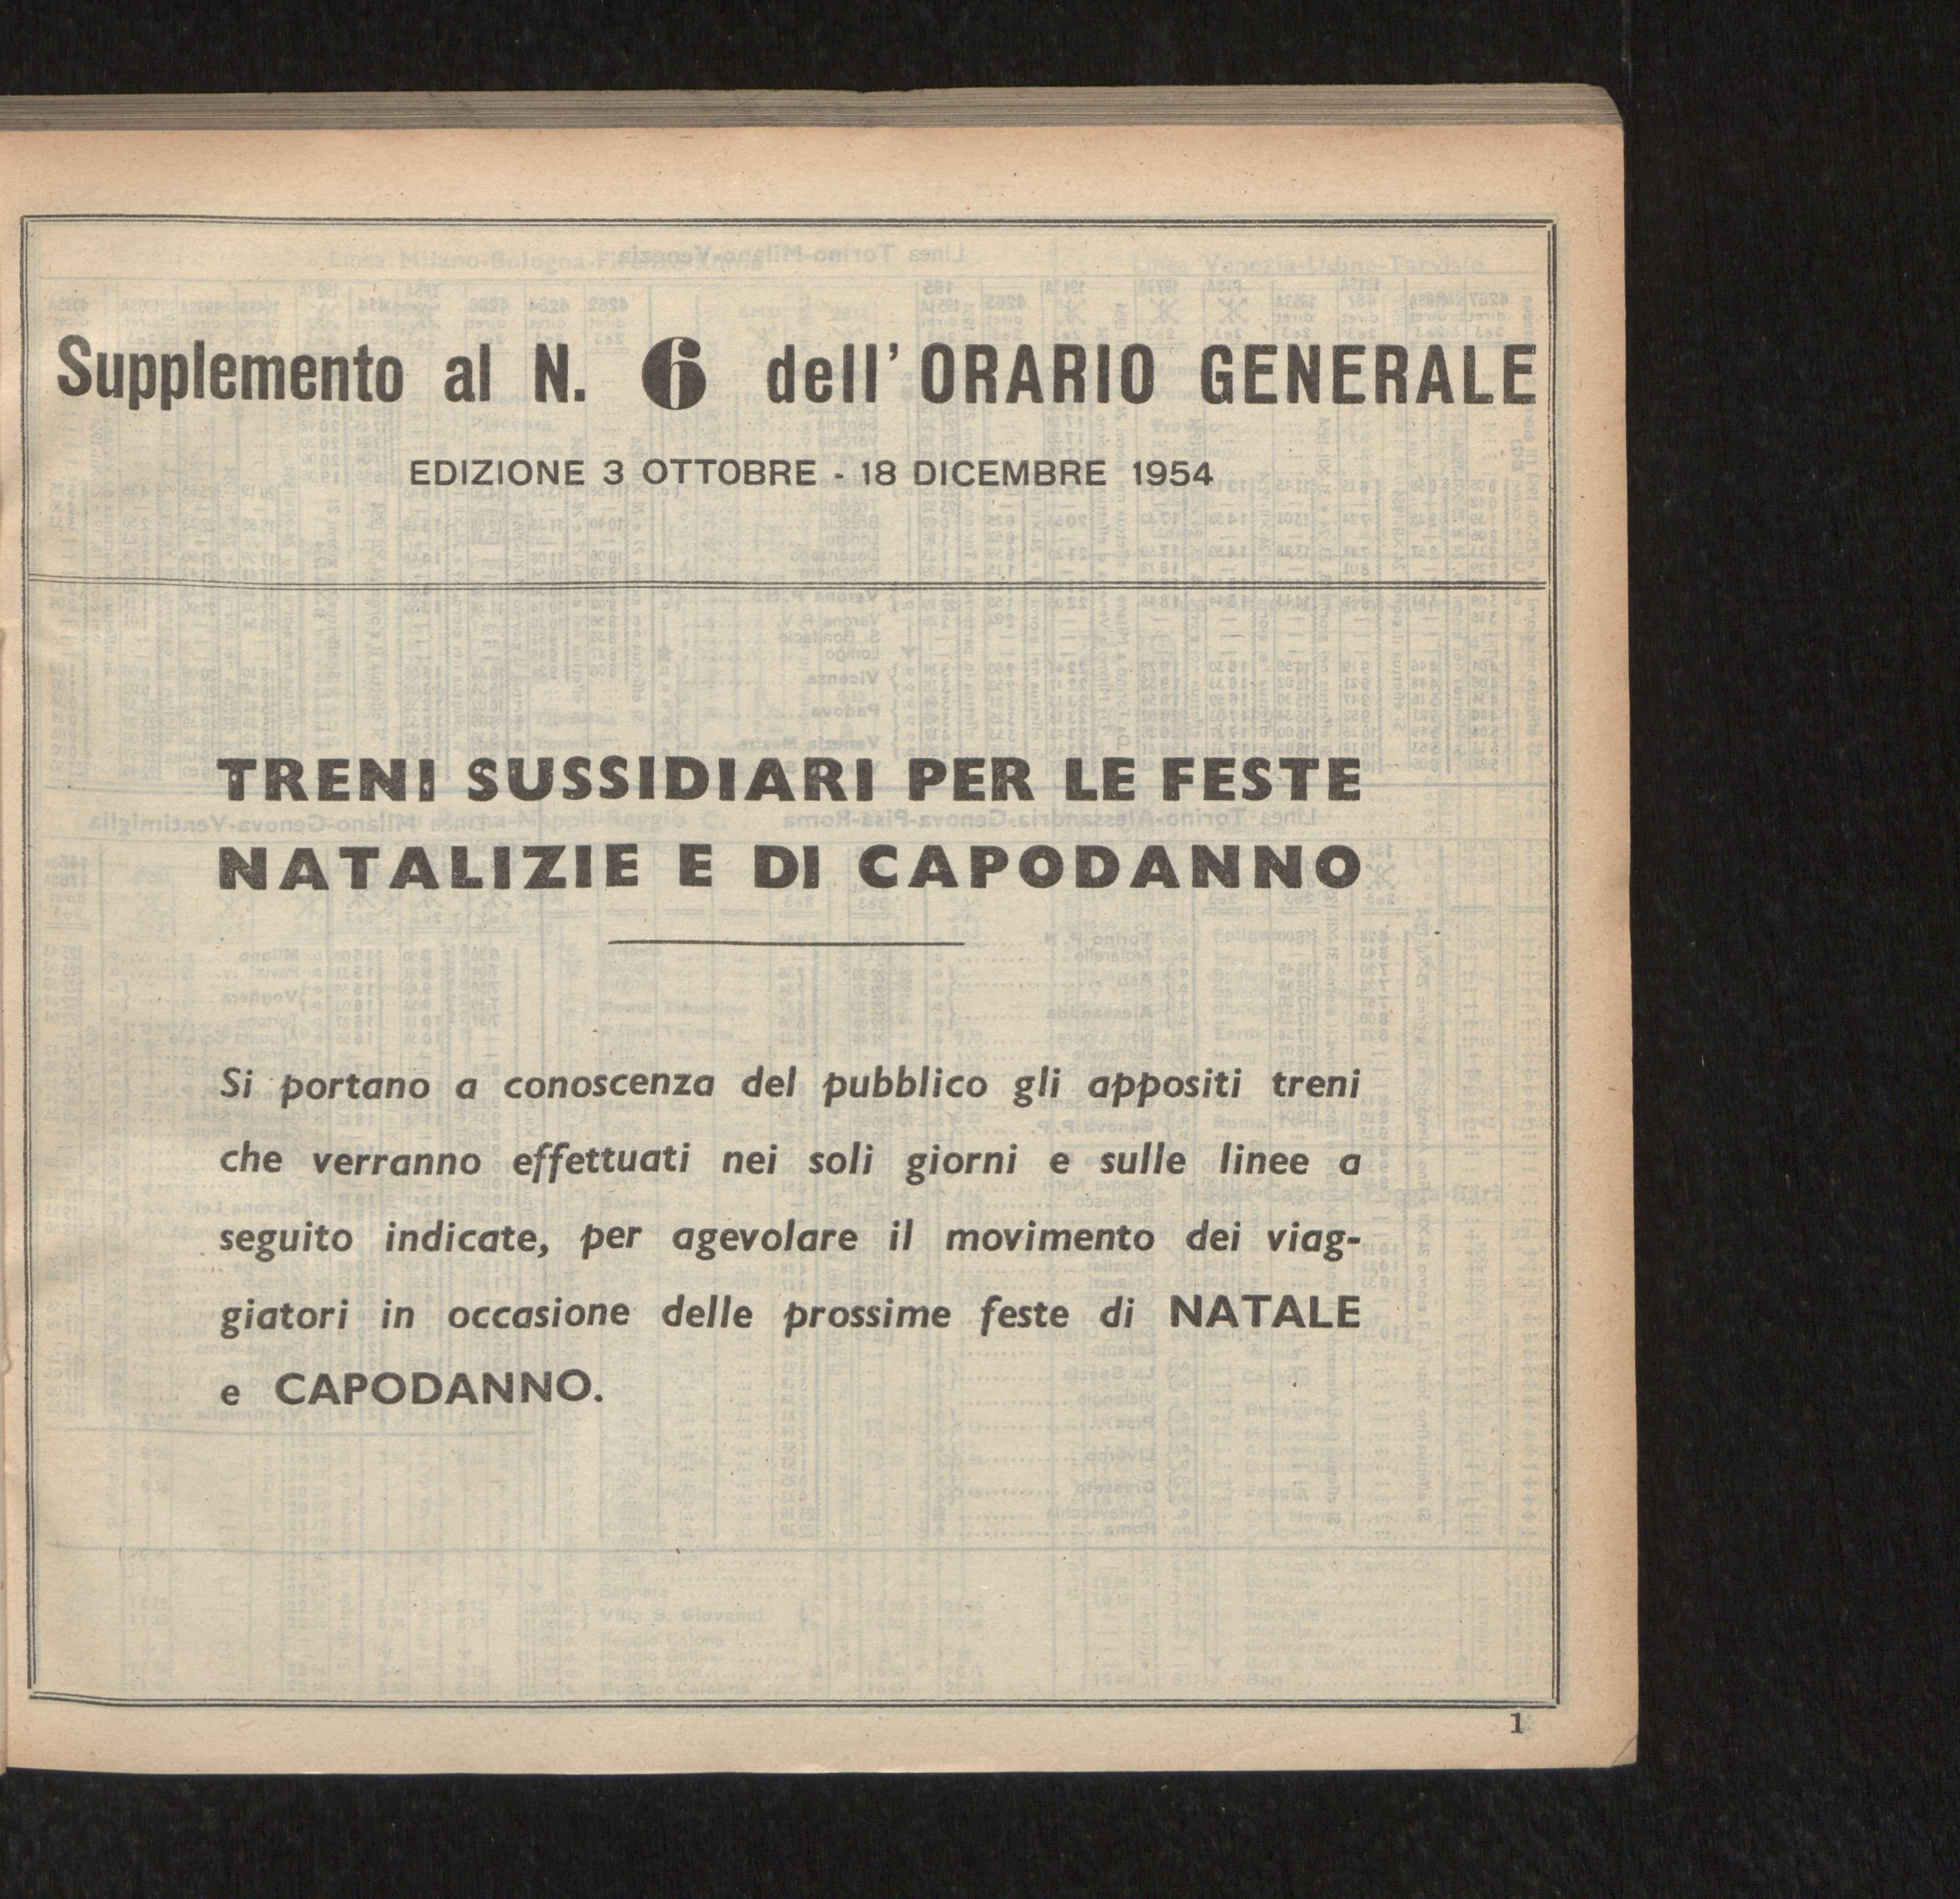 Supplemento al N. 6 dell'ORARIO GENERALE
EDIZIONE 3 OTTOBRE - 18 DICEMBRE 1954
TRENI SUSSIDIARI PER LE FESTE
NATALIZIE E DI CAPODANNO
Si portano a conoscenza del pubblico gli appositi treni
che verranno effettuati nei soli giorni e sulle linee a
seguito indicate, per agevolare il movimento dei viag-
giatori in occasione delle prossime feste di NATALE
e CAPODANNO.
1